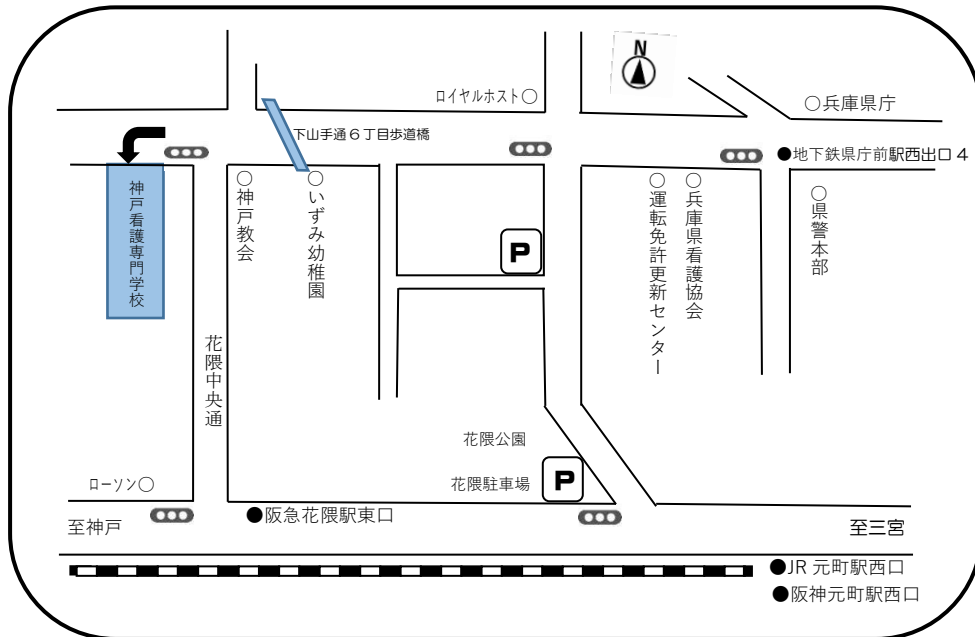 N
ロイヤルホスト○
○兵庫県庁
下山手通6丁目歩道橋
●地下鉄県庁前駅西出口4
神戸看護専門学校
○神戸教会
○いずみ幼稚園
P
○運転免許更新センター
○兵庫県看護協会
○県警本部
花隈中央通
花隈公園
花隈駐車場
P
ローソン○
至神戸
●阪急花隈駅東口
至三宮
●JR元町駅西口
●阪神元町駅西口